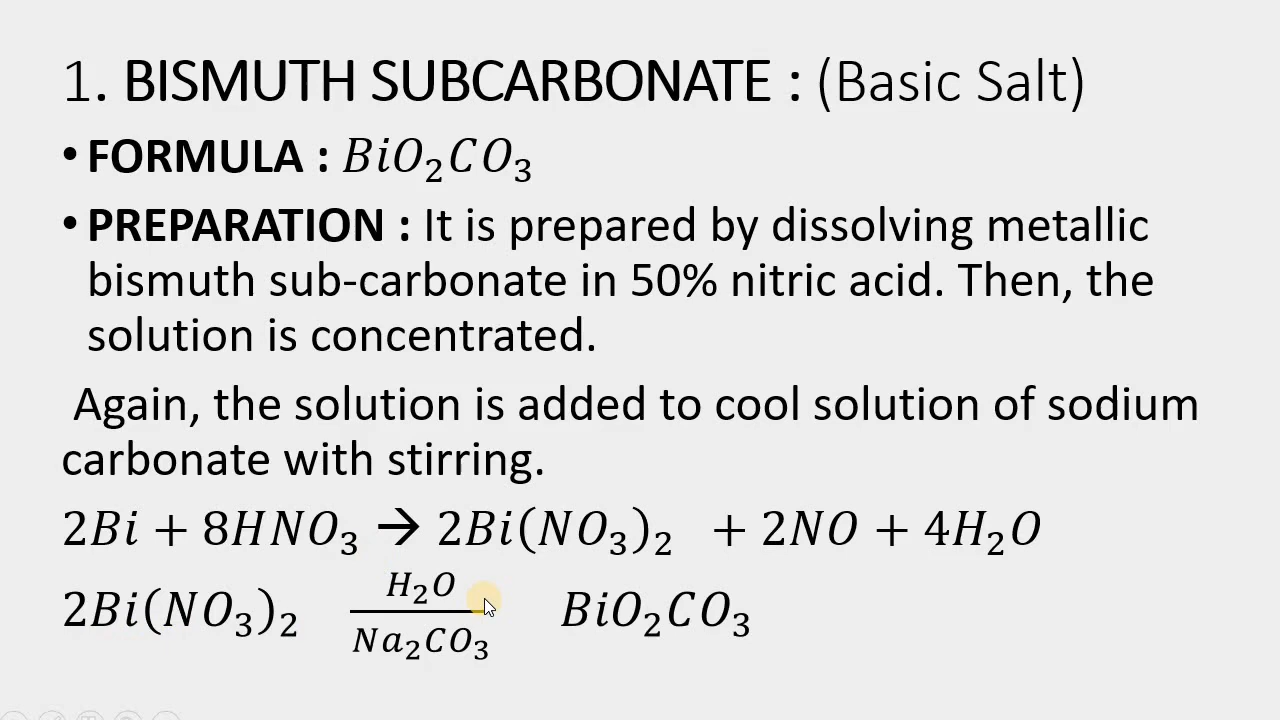 1. BISMUTH SUBCARBONATE : (Basic Salt)
• FORMULA : BiO₂CO₃
• PREPARATION : It is prepared by dissolving metallic
bismuth sub-carbonate in 50% nitric acid. Then, the
solution is concentrated.
Again, the solution is added to cool solution of sodium
carbonate with stirring.
2Bi + 8HNO₃ → 2Bi(NO₃)₂ + 2NO + 4H₂O
H₂O
2Bi(NO₃)₂ BiO₂CO₃
Na₂CO₃